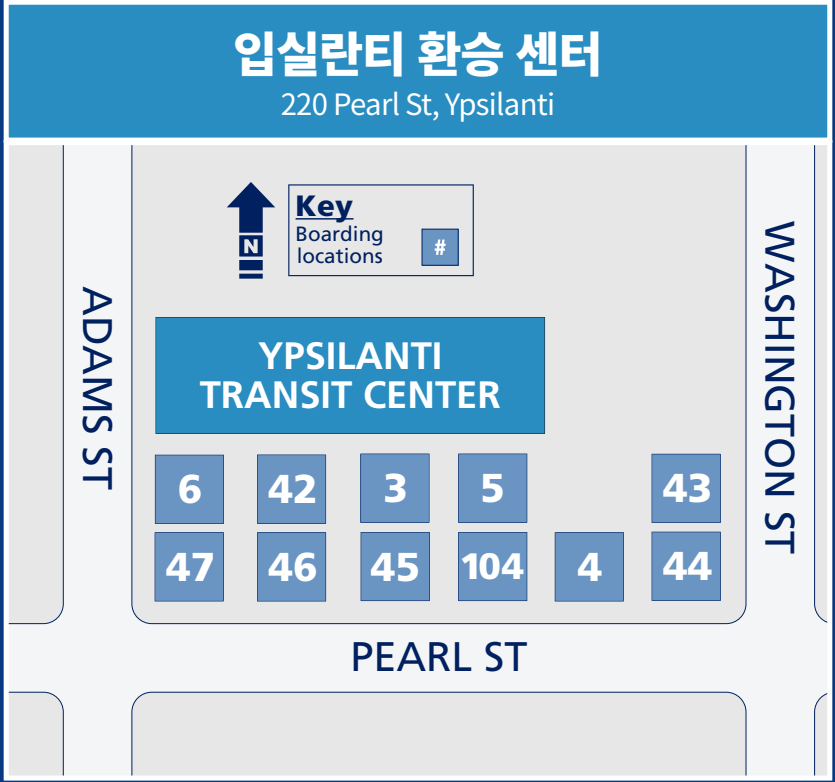 입실란티 환승 센터
220 Pearl St, Ypsilanti
N
Key
Boarding
locations
#
ADAMS ST
WASHINGTON ST
YPSILANTI
TRANSIT CENTER
6 42 3 5 43
47 46 45 104 4 44
PEARL ST